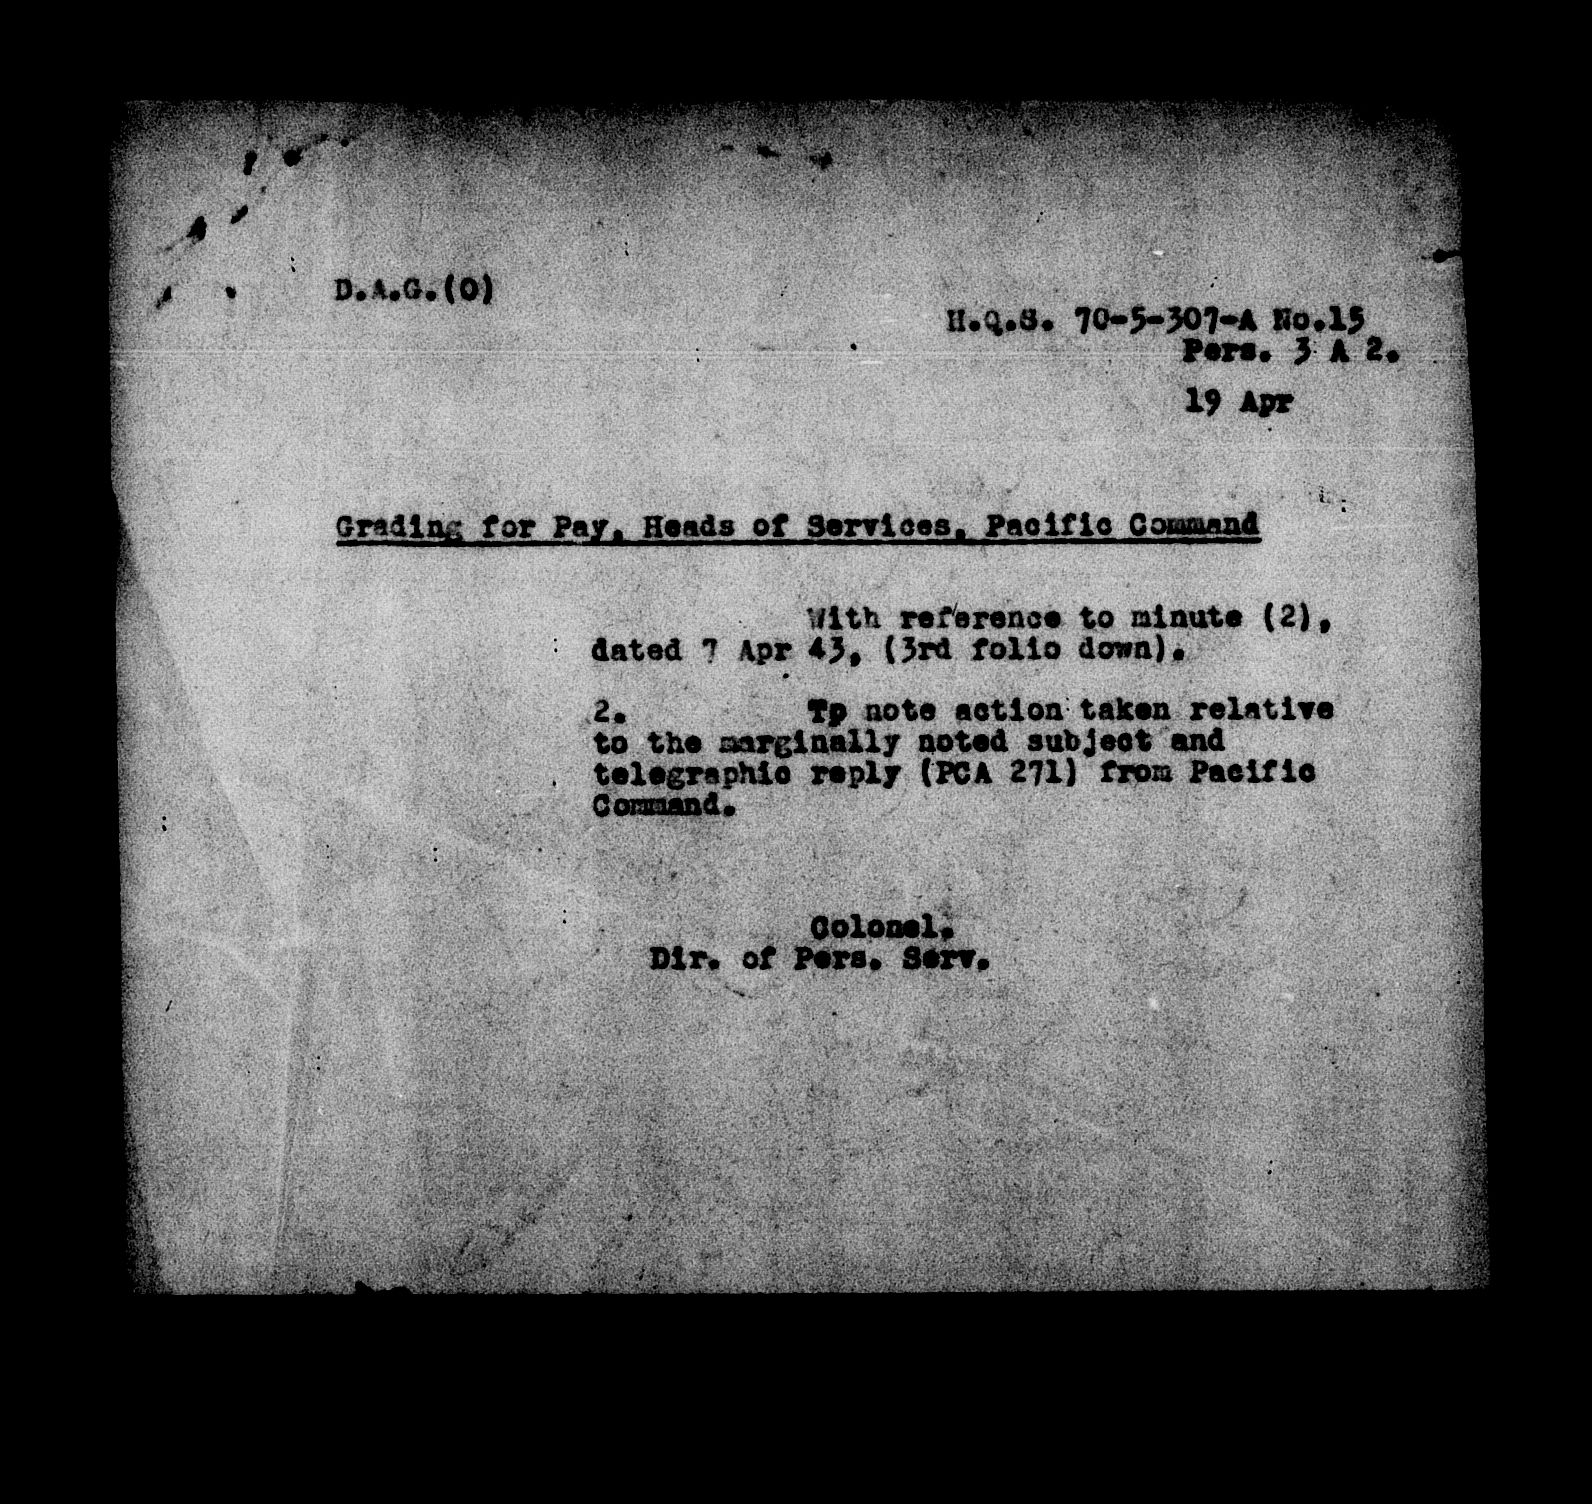 D.A.G.(O)
H.Q.S. 70-5-307-A No.15
Pers. 3 A 2.
19 Apr
Grading for Pay, Heads of Services, Pacific Command
With reference to minute (2),
dated 7 Apr 43, (3rd folio down).
2. Tp note action taken relative
to the marginally noted subject and
telegraphic reply (PCA 271) from Pacific
Command.
Colonel.
Dir. of Pers. Serv.